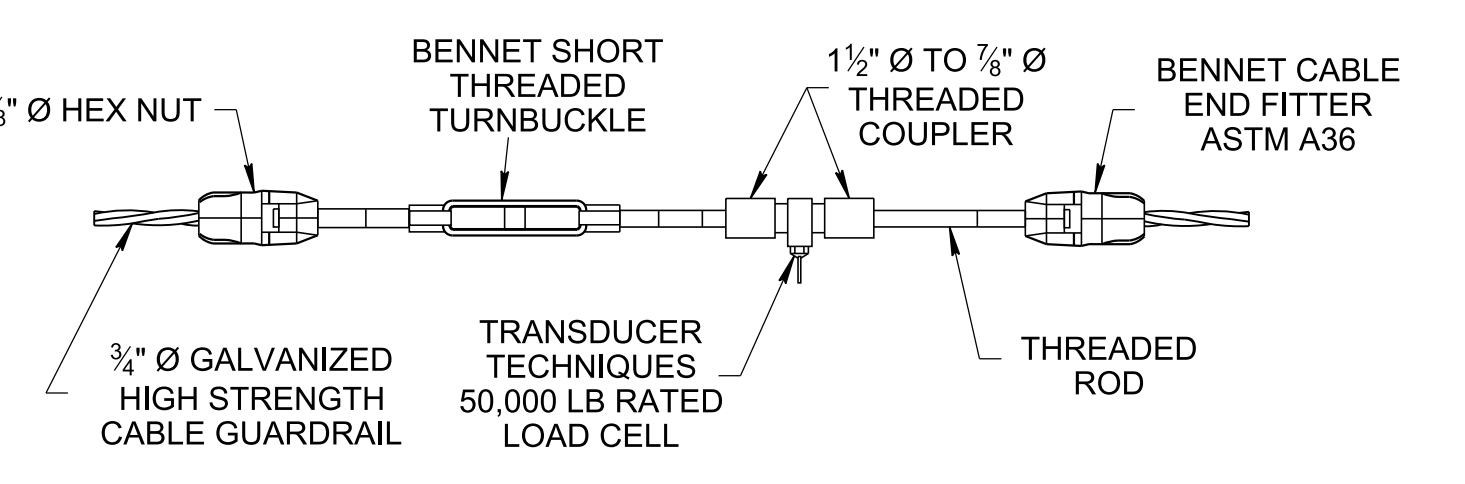 BENNET SHORT
THREADED
TURNBUCKLE
1½" Ø TO ⅞" Ø
THREADED
COUPLER
BENNET CABLE
END FITTER
ASTM A36
" Ø HEX NUT
¾" Ø GALVANIZED
HIGH STRENGTH
CABLE GUARDRAIL
TRANSDUCER
TECHNIQUES
50,000 LB RATED
LOAD CELL
THREADED
ROD